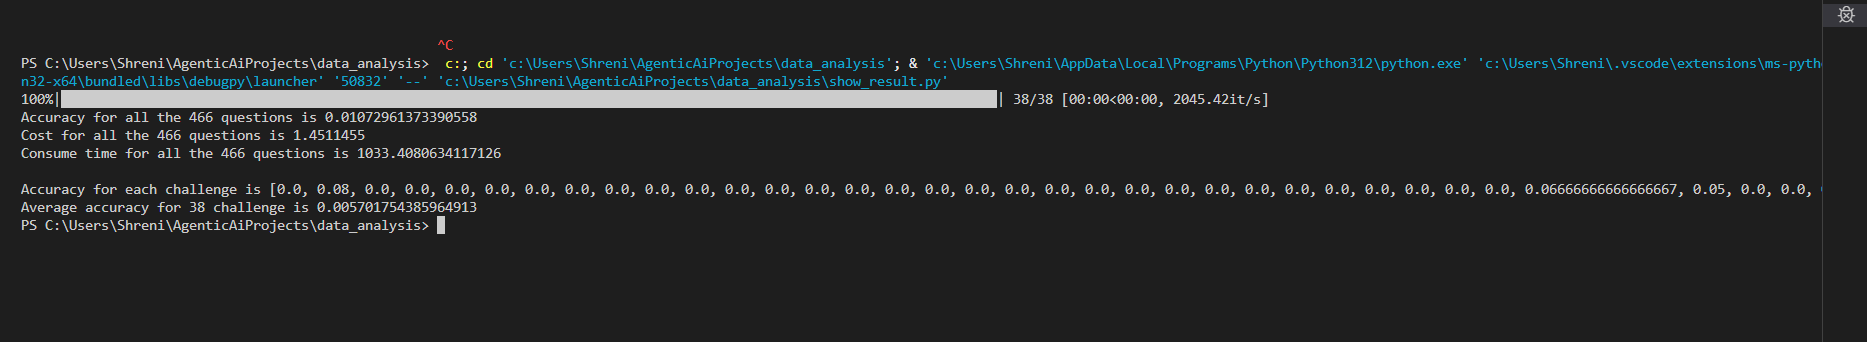 ^C
PS C:\Users\Shreni\AgenticAiProjects\data_analysis>  c:; cd 'c:\Users\Shreni\AgenticAiProjects\data_analysis'; & 'c:\Users\Shreni\AppData\Local\Programs\Python\Python312\python.exe' 'c:\Users\Shreni\.vscode\extensions\ms-pytho
n32-x64\bundled\libs\debugpy\launcher' '50832' '--' 'c:\Users\Shreni\AgenticAiProjects\data_analysis\show_result.py'
100%|██████████| 38/38 [00:00<00:00, 2045.42it/s]
Accuracy for all the 466 questions is 0.01072961373390558
Cost for all the 466 questions is 1.4511455
Consume time for all the 466 questions is 1033.4080634117126
Accuracy for each challenge is [0.0, 0.08, 0.0, 0.0, 0.0, 0.0, 0.0, 0.0, 0.0, 0.0, 0.0, 0.0, 0.0, 0.0, 0.0, 0.0, 0.0, 0.0, 0.0, 0.0, 0.0, 0.0, 0.0, 0.0, 0.0, 0.0, 0.0, 0.0, 0.0, 0.0, 0.0, 0.06666666666666667, 0.05, 0.0, 0.0,
Average accuracy for 38 challenge is 0.005701754385964913
PS C:\Users\Shreni\AgenticAiProjects\data_analysis>